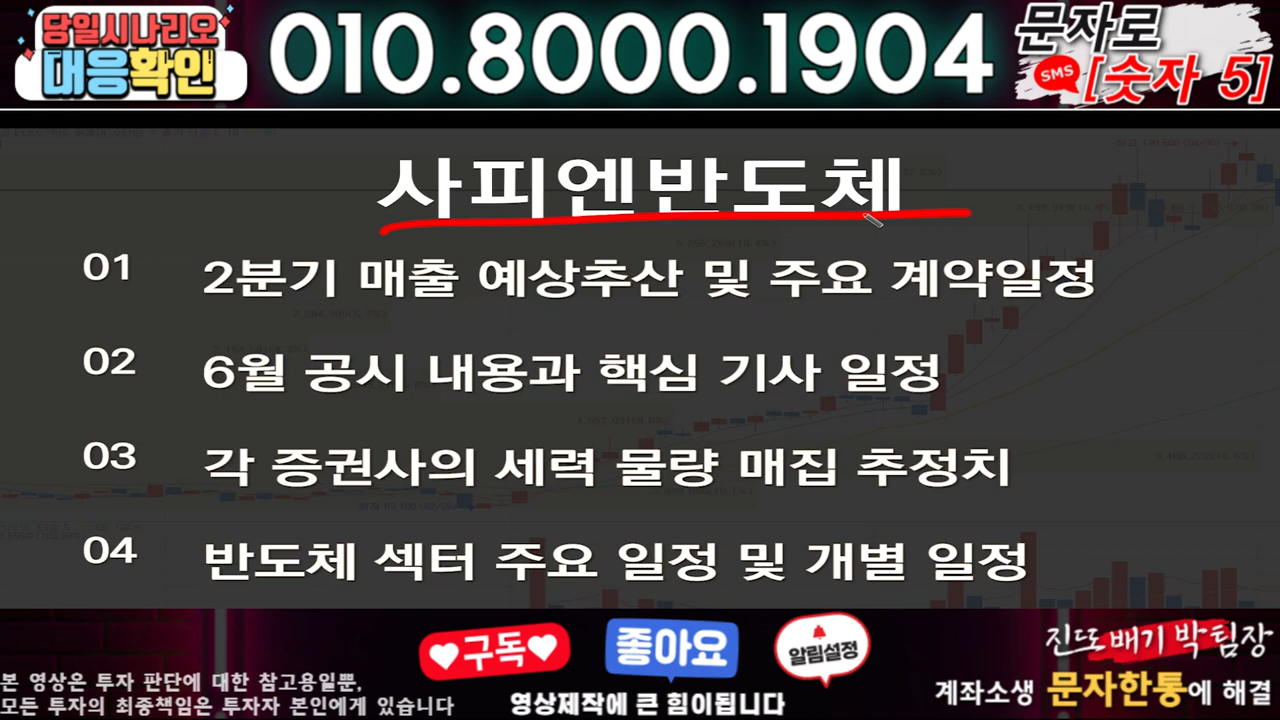 당일시나리오
대응확인
010.8000.1904
문자로
SMS [숫자 5]
사피엔반도체
01 2분기 매출 예상추산 및 주요 계약일정
02 6월 공시 내용과 핵심 기사 일정
03 각 증권사의 세력 물량 매집 추정치
04 반도체 섹터 주요 일정 및 개별 일정
구독
좋아요
알림설정
영상제작에 큰 힘이됩니다
본 영상은 투자 판단에 대한 참고용일뿐,
모든 투자의 최종책임은 투자자 본인에게 있습니다
진또배기 박팀장
계좌소생 문자한통에 해결